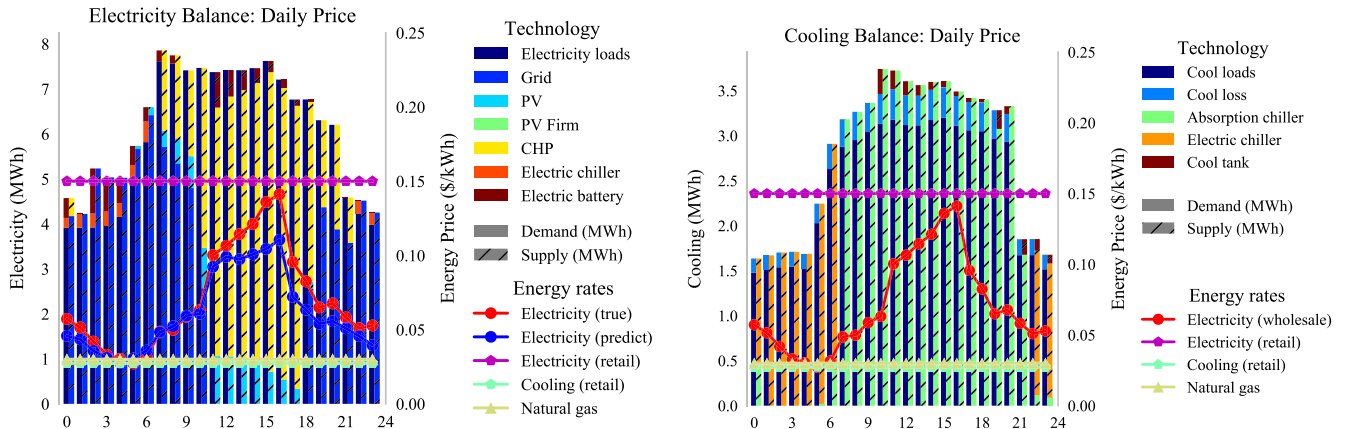 Electricity Balance: Daily Price
Electricity (MWh)
8
7
6
5
4
3
2
1
0
0 3 6 9 12 15 18 21 24
0.25
0.20
0.15
0.10
0.05
0.00
Energy Price ($/kWh)
Technology
Electricity loads
Grid
PV
PV Firm
CHP
Electric chiller
Electric battery
Demand (MWh)
Supply (MWh)
Energy rates
Electricity (true)
Electricity (predict)
Electricity (retail)
Cooling (retail)
Natural gas
Cooling Balance: Daily Price
Cooling (MWh)
3.5
3.0
2.5
2.0
1.5
1.0
0.5
0.0
0 3 6 9 12 15 18 21 24
0.25
0.20
0.15
0.10
0.05
0.00
Energy Price ($/kWh)
Technology
Cool loads
Cool loss
Absorption chiller
Electric chiller
Cool tank
Demand (MWh)
Supply (MWh)
Energy rates
Electricity (wholesale)
Electricity (retail)
Cooling (retail)
Natural gas